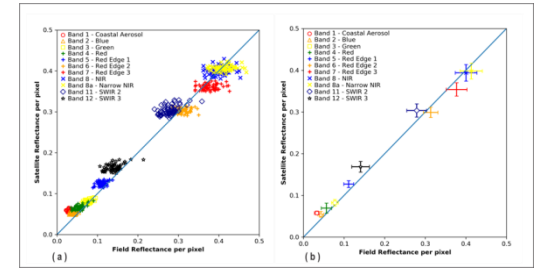 Band 1 - Coastal Aerosol
Band 2 - Blue
Band 3 - Green
Band 4 - Red
Band 5 - Red Edge 1
Band 6 - Red Edge 2
Band 7 - Red Edge 3
Band 8 - NIR
Band 8a - Narrow NIR
Band 11 - SWIR 2
Band 12 - SWIR 3
Satellite Reflectance per pixel
0.5
0.4
0.3
0.2
0.1
0.0
0.0 0.1 0.2 0.3 0.4 0.5
Field Reflectance per pixel
(a)
Band 1 - Coastal Aerosol
Band 2 - Blue
Band 3 - Green
Band 4 - Red
Band 5 - Red Edge 1
Band 6 - Red Edge 2
Band 7 - Red Edge 3
Band 8 - NIR
Band 8a - Narrow NIR
Band 11 - SWIR 2
Band 12 - SWIR 3
Satellite Reflectance per pixel
0.5
0.4
0.3
0.2
0.1
0.0
0.0 0.1 0.2 0.3 0.4 0.5
Field Reflectance per pixel
(b)